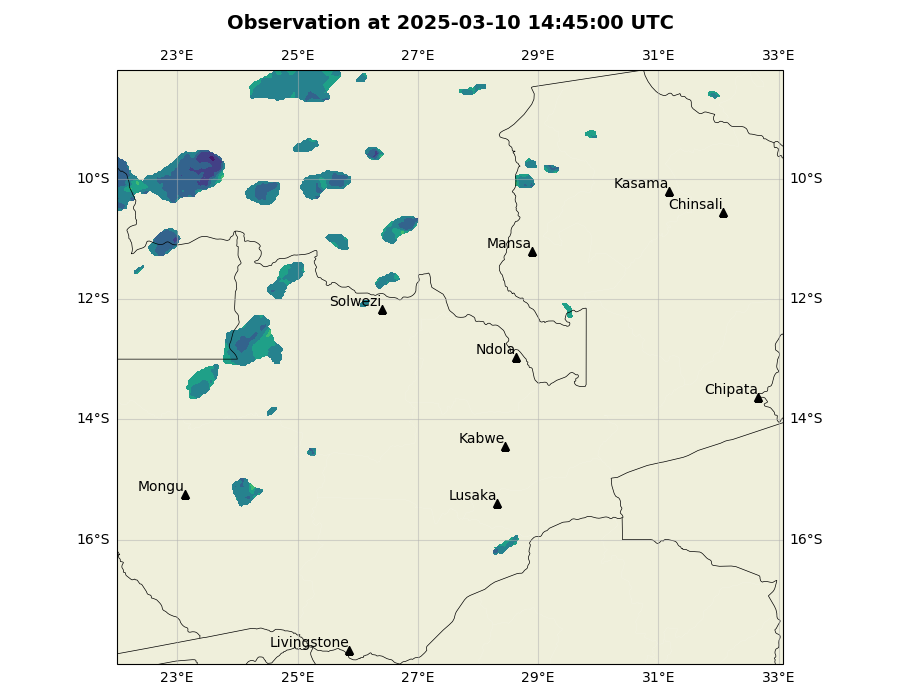 Observation at 2025-03-10 14:45:00 UTC
23°E 25°E 27°E 29°E 31°E 33°E
10°S 10°S
Kasama
Chinsali
Mansa
12°S 12°S
Solwezi
Ndola
Chipata
14°S 14°S
Kabwe
Mongu
Lusaka
16°S 16°S
Livingstone
23°E 25°E 27°E 29°E 31°E 33°E